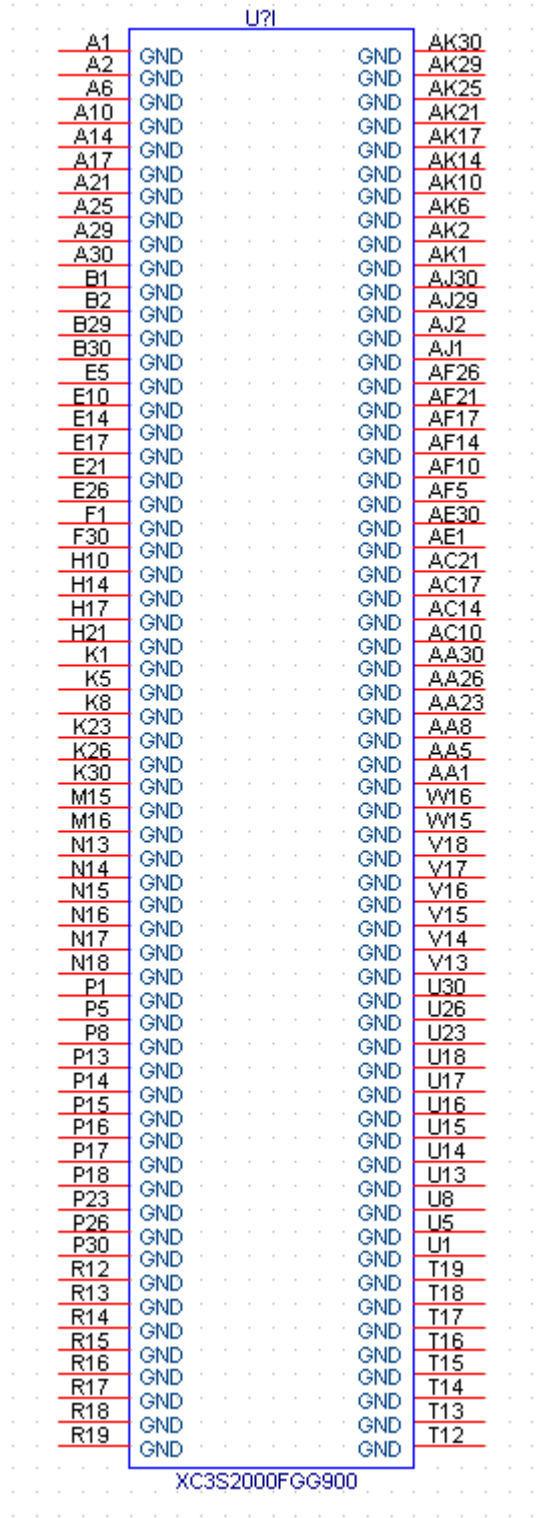 U?I
A1 GND GND AK30
A2 GND GND AK29
A6 GND GND AK25
A10 GND GND AK21
A14 GND GND AK17
A17 GND GND AK14
A21 GND GND AK10
A25 GND GND AK6
A29 GND GND AK2
A30 GND GND AK1
B1 GND GND AJ30
B2 GND GND AJ29
B29 GND GND AJ2
B30 GND GND AJ1
E5 GND GND AF26
E10 GND GND AF21
E14 GND GND AF17
E17 GND GND AF14
E21 GND GND AF10
E26 GND GND AF5
F1 GND GND AE30
F30 GND GND AE1
H10 GND GND AC21
H14 GND GND AC17
H17 GND GND AC14
H21 GND GND AC10
K1 GND GND AA30
K5 GND GND AA26
K8 GND GND AA23
K23 GND GND AA8
K26 GND GND AA5
K30 GND GND AA1
M15 GND GND W16
M16 GND GND W15
N13 GND GND V18
N14 GND GND V17
N15 GND GND V16
N16 GND GND V15
N17 GND GND V14
N18 GND GND V13
P1 GND GND U30
P5 GND GND U26
P8 GND GND U23
P13 GND GND U18
P14 GND GND U17
P15 GND GND U16
P16 GND GND U15
P17 GND GND U14
P18 GND GND U13
P23 GND GND U8
P26 GND GND U5
P30 GND GND U1
R12 GND GND T19
R13 GND GND T18
R14 GND GND T17
R15 GND GND T16
R16 GND GND T15
R17 GND GND T14
R18 GND GND T13
R19 GND GND T12
XC3S2000FGG900